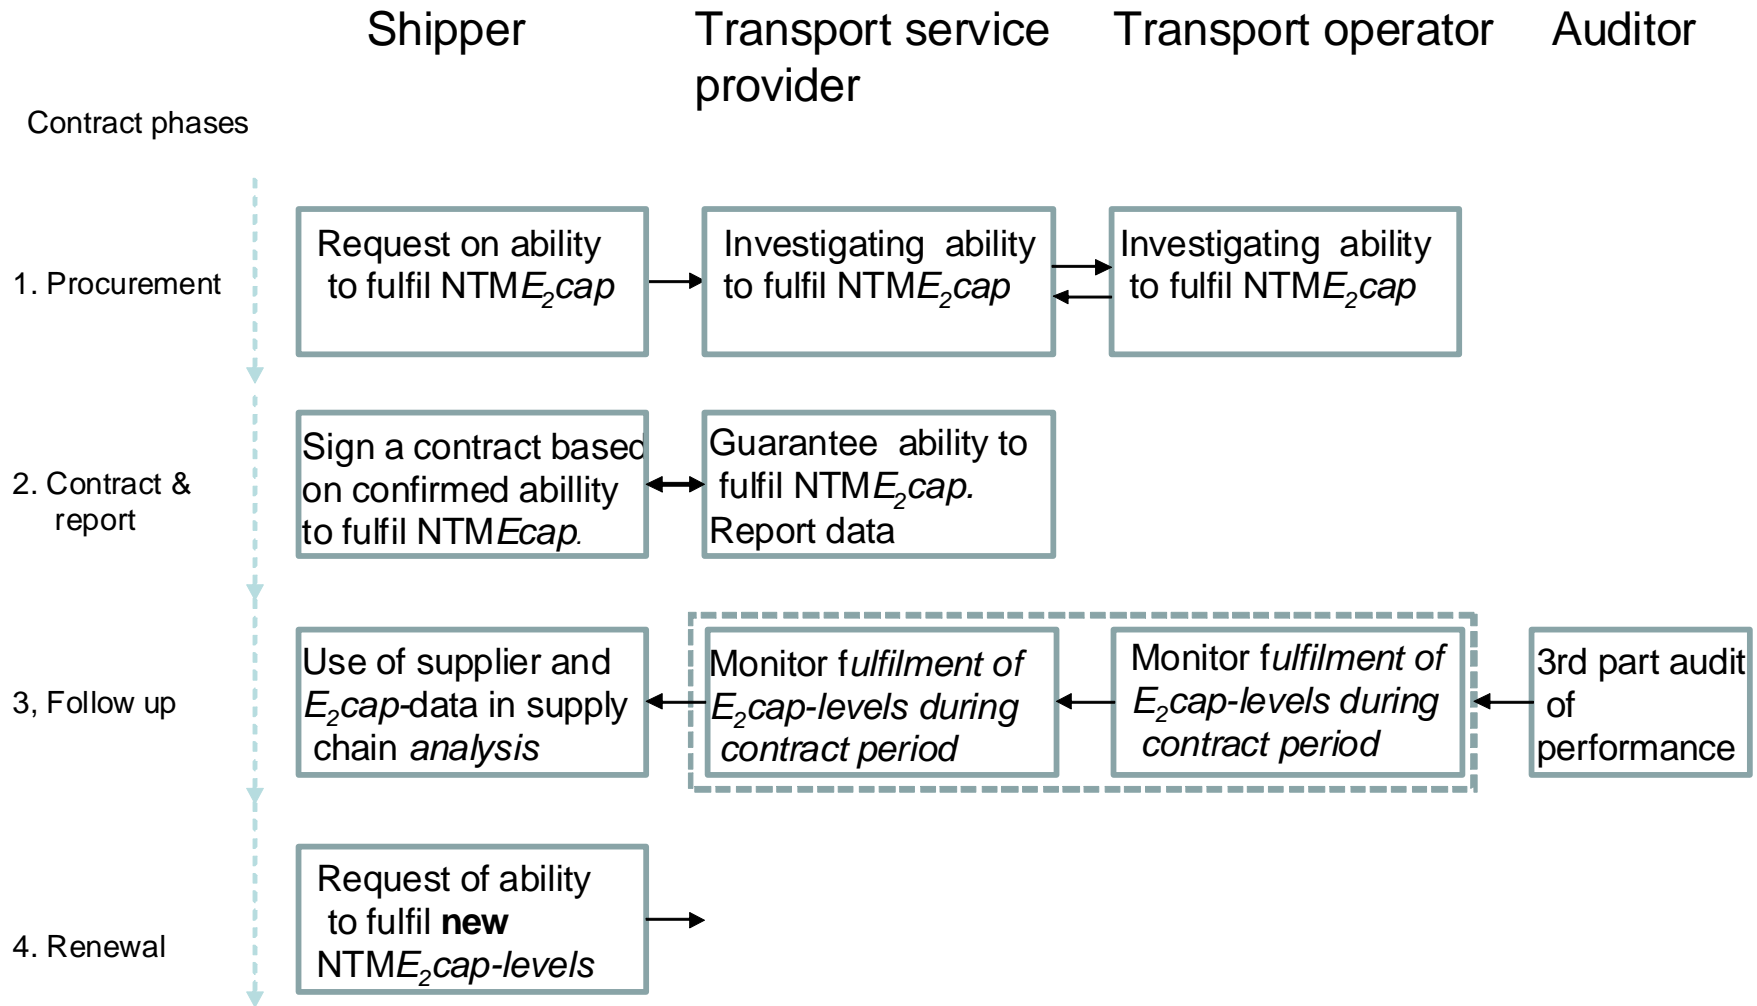 Shipper
Transport service
provider
Transport operator
Auditor
Contract phases
1. Procurement
Request on ability
to fulfil NTME₂cap
Investigating ability
to fulfil NTME₂cap
Investigating ability
to fulfil NTME₂cap
2. Contract &
report
Sign a contract based
on confirmed abillity
to fulfil NTMEcap.
Guarantee ability to
fulfil NTME₂cap.
Report data
3, Follow up
Use of supplier and
E₂cap-data in supply
chain analysis
Monitor fulfilment of
E₂cap-levels during
contract period
Monitor fulfilment of
E₂cap-levels during
contract period
3rd part audit
of
performance
4. Renewal
Request of ability
to fulfil new
NTME₂cap-levels